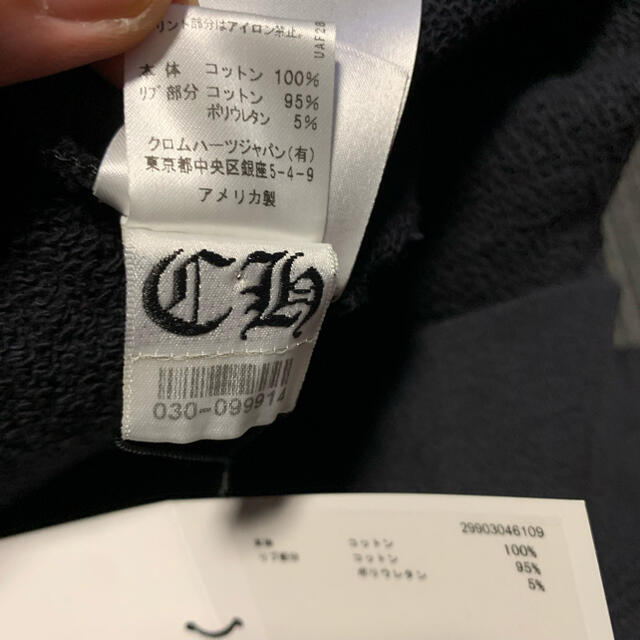 プリント部分はアイロン禁止。
UAF28
本体 コットン 100%
リブ部分 コットン 95%
ポリウレタン 5%
クロムハーツジャパン(有)
東京都中央区銀座5-4-9
アメリカ製
CH
030-099914
29903046109
本体 コットン 100%
リブ部分 コットン 95%
ポリウレタン 5%